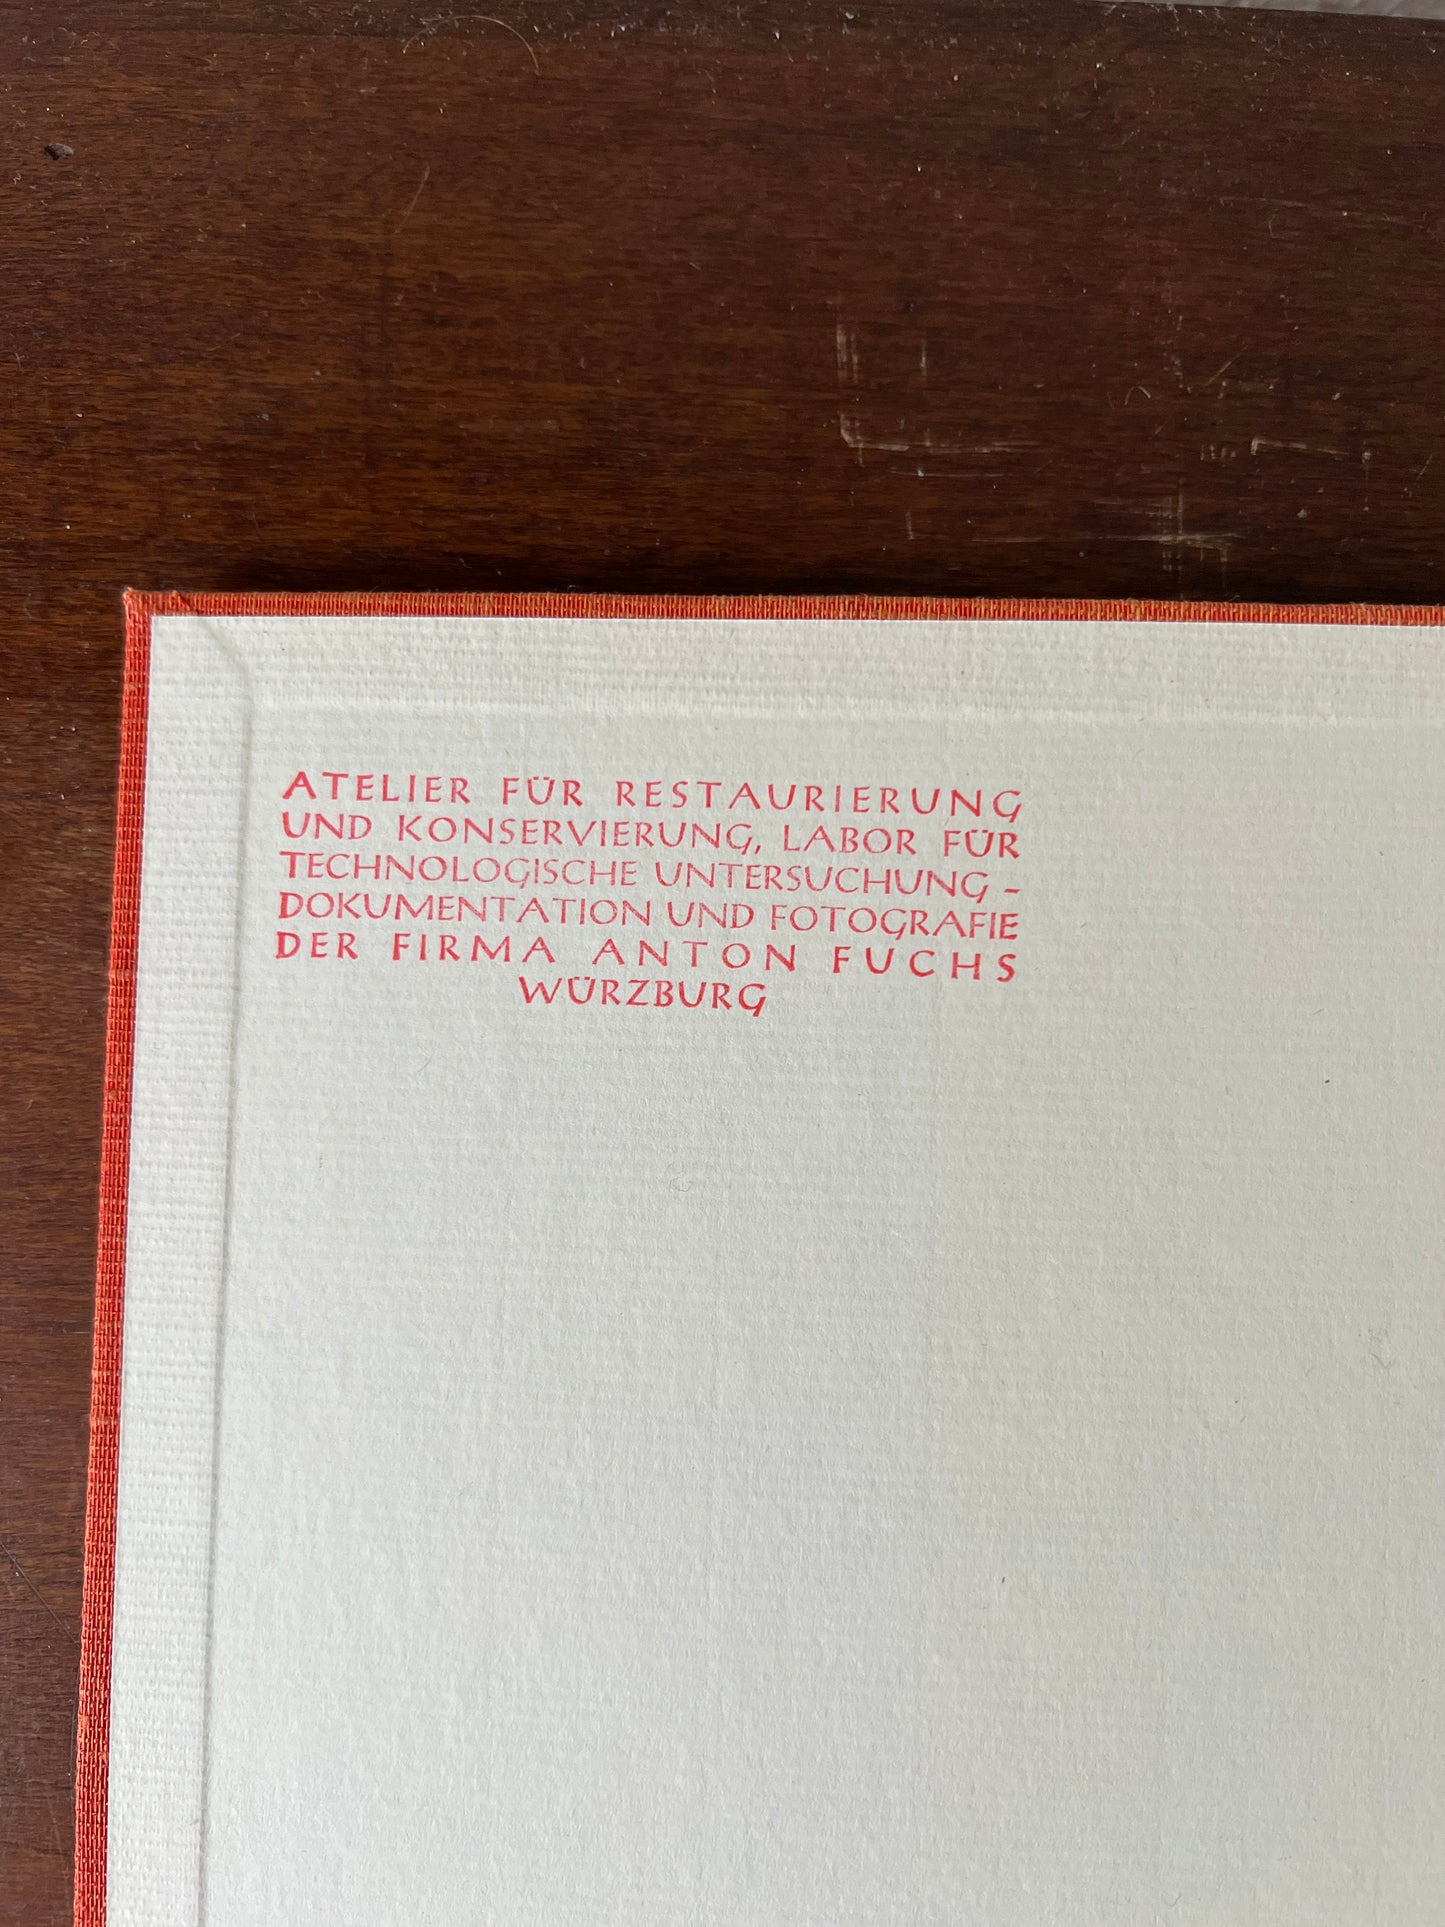 ATELIER FÜR RESTAURIERUNG
UND KONSERVIERUNG, LABOR FÜR
TECHNOLOGISCHE UNTERSUCHUNG –
DOKUMENTATION UND FOTOGRAFIE
DER FIRMA ANTON FUCHS
WÜRZBURG